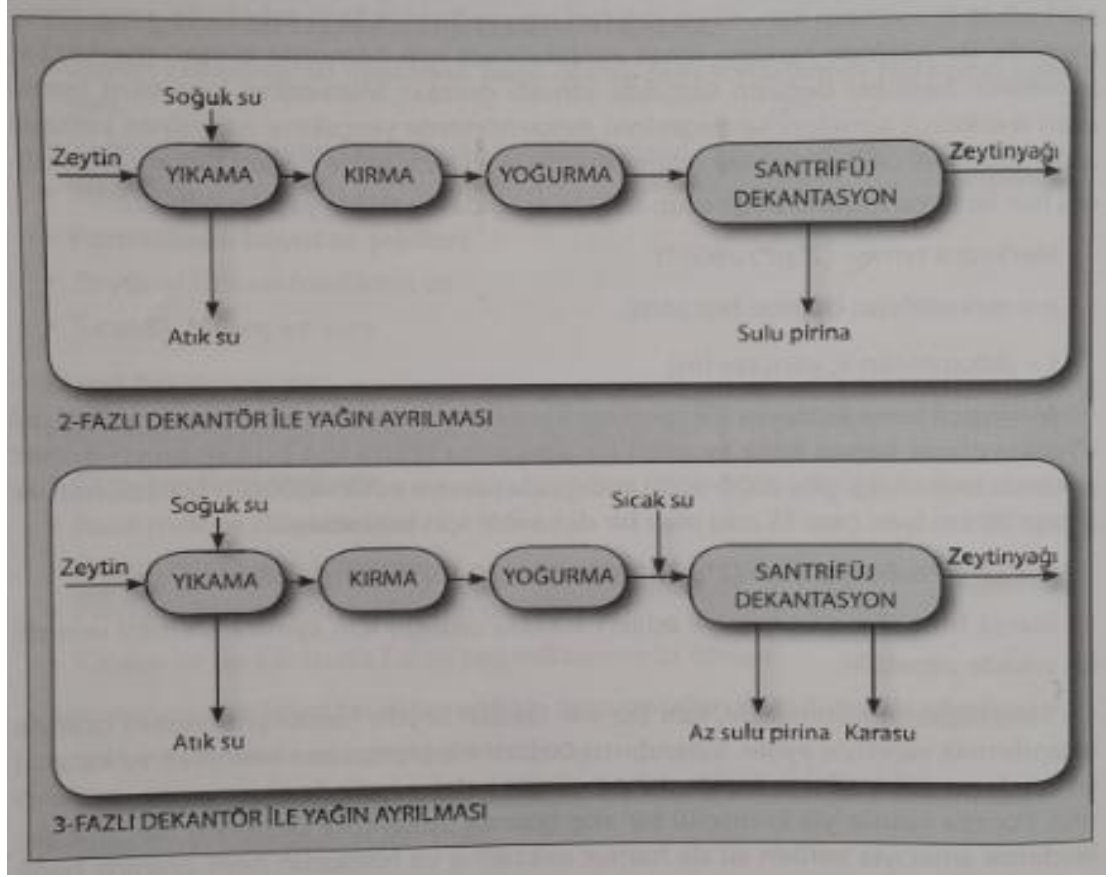 Soğuk su
Zeytin
YIKAMA
KIRMA
YOĞURMA
SANTRİFÜJ
DEKANTASYON
Zeytinyağı
Atık su
Sulu pirina
2-FAZLI DEKANTÖR İLE YAĞIN AYRILMASI
Soğuk su
Sıcak su
Zeytin
YIKAMA
KIRMA
YOĞURMA
SANTRİFÜJ
DEKANTASYON
Zeytinyağı
Atık su
Az sulu pirina
Karasu
3-FAZLI DEKANTÖR İLE YAĞIN AYRILMASI